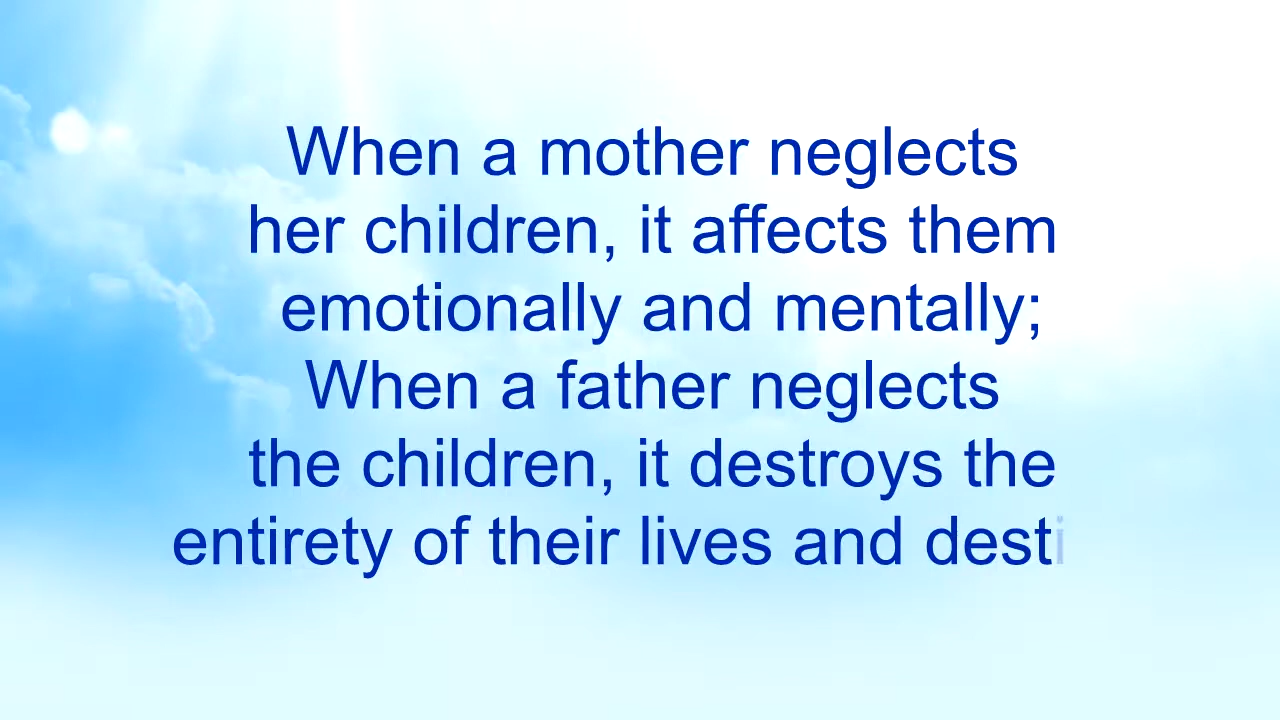 When a mother neglects
her children, it affects them
emotionally and mentally;
When a father neglects
the children, it destroys the
entirety of their lives and desti